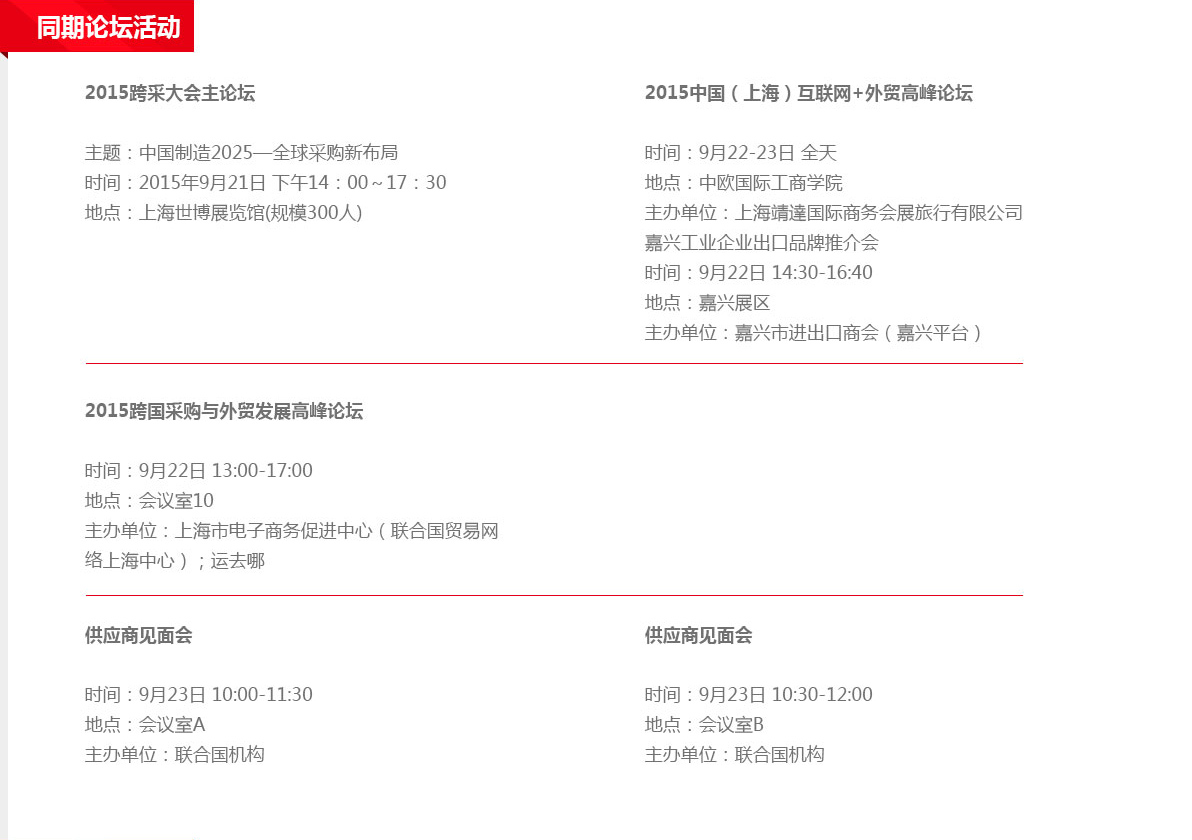 同期论坛活动
2015跨采大会主论坛
主题：中国制造2025—全球采购新布局
时间：2015年9月21日 下午14：00～17：30
地点：上海世博展览馆(规模300人)
2015中国（上海）互联网+外贸高峰论坛
时间：9月22-23日 全天
地点：中欧国际工商学院
主办单位：上海靖達国际商务会展旅行有限公司
嘉兴工业企业出口品牌推介会
时间：9月22日 14:30-16:40
地点：嘉兴展区
主办单位：嘉兴市进出口商会（嘉兴平台）
2015跨国采购与外贸发展高峰论坛
时间：9月22日 13:00-17:00
地点：会议室10
主办单位：上海市电子商务促进中心（联合国贸易网
络上海中心）；运去哪
供应商见面会
时间：9月23日 10:00-11:30
地点：会议室A
主办单位：联合国机构
供应商见面会
时间：9月23日 10:30-12:00
地点：会议室B
主办单位：联合国机构